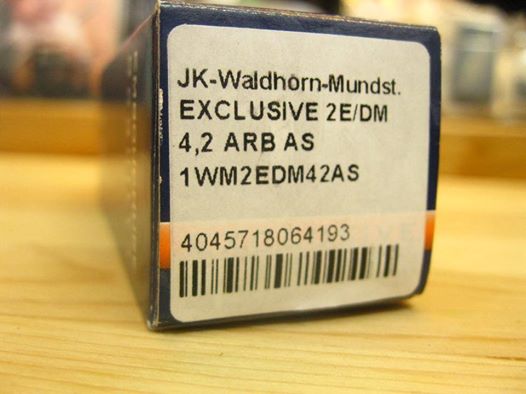 JK-Waldhorn-Mundst.
EXCLUSIVE 2E/DM
4,2 ARB AS
1WM2EDM42AS
4045718064193